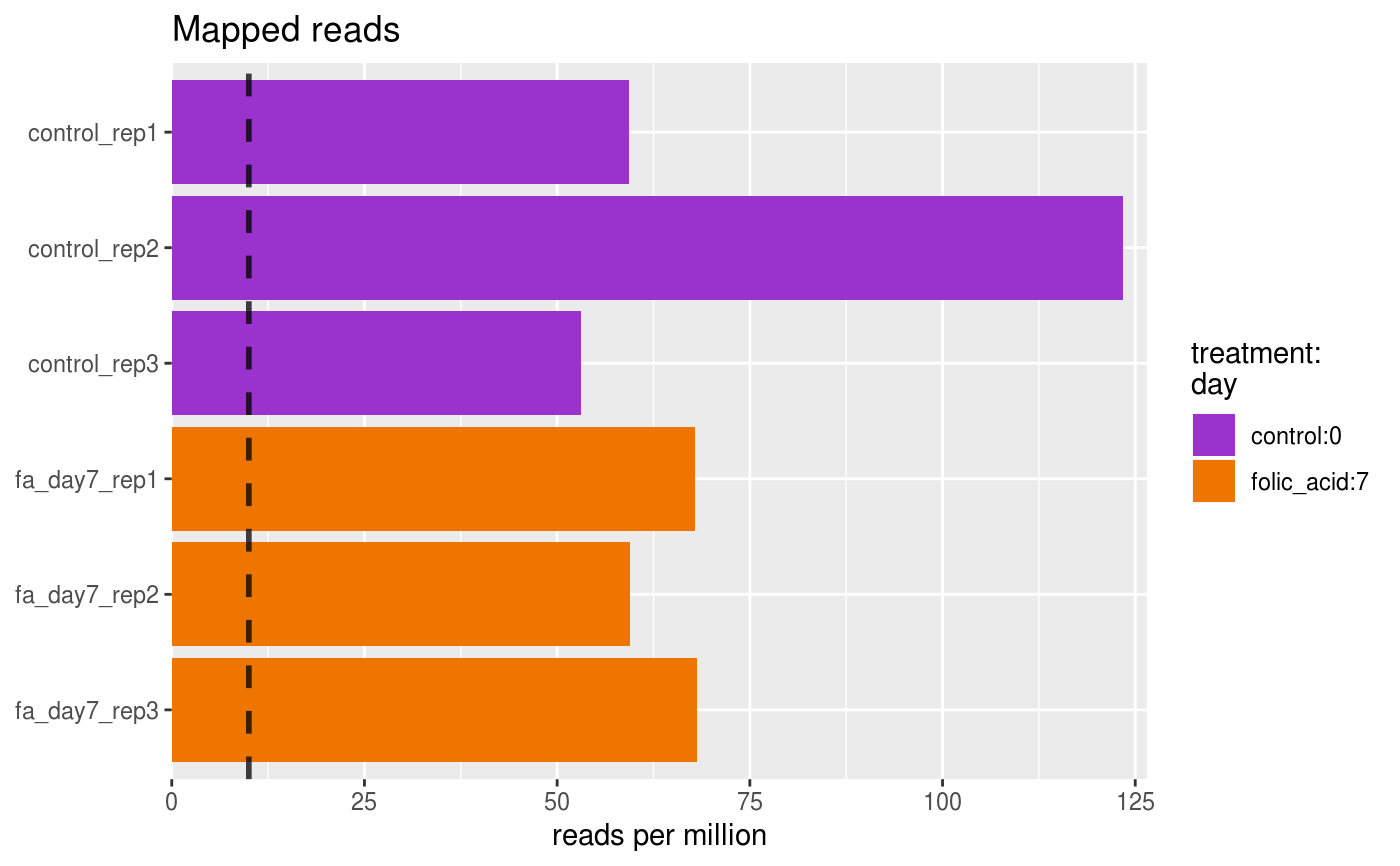 Mapped reads
control_rep1
control_rep2
control_rep3
fa_day7_rep1
fa_day7_rep2
fa_day7_rep3
0 25 50 75 100 125
reads per million
treatment:
day
control:0
folic_acid:7